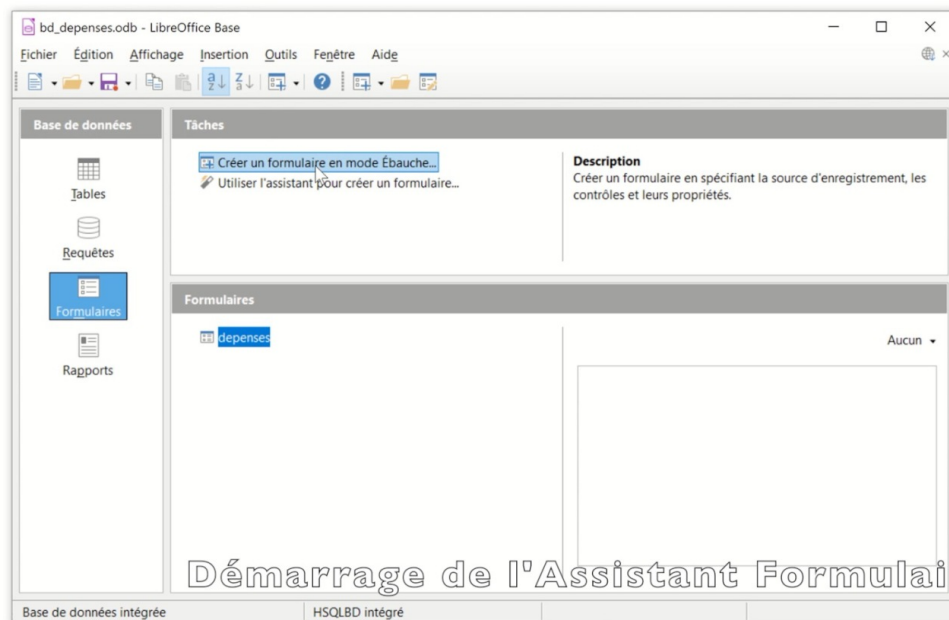 bd_depenses.odb - LibreOffice Base
Fichier Édition Affichage Insertion Outils Fenêtre Aide
Base de données
Tables
Requêtes
Formulaires
Rapports
Tâches
Créer un formulaire en mode Ébauche...
Utiliser l'assistant pour créer un formulaire...
Description
Créer un formulaire en spécifiant la source d'enregistrement, les
contrôles et leurs propriétés.
Formulaires
depenses
Aucun
Démarrage de l'Assistant Formulai
Base de données intégrée
HSQLBD intégré